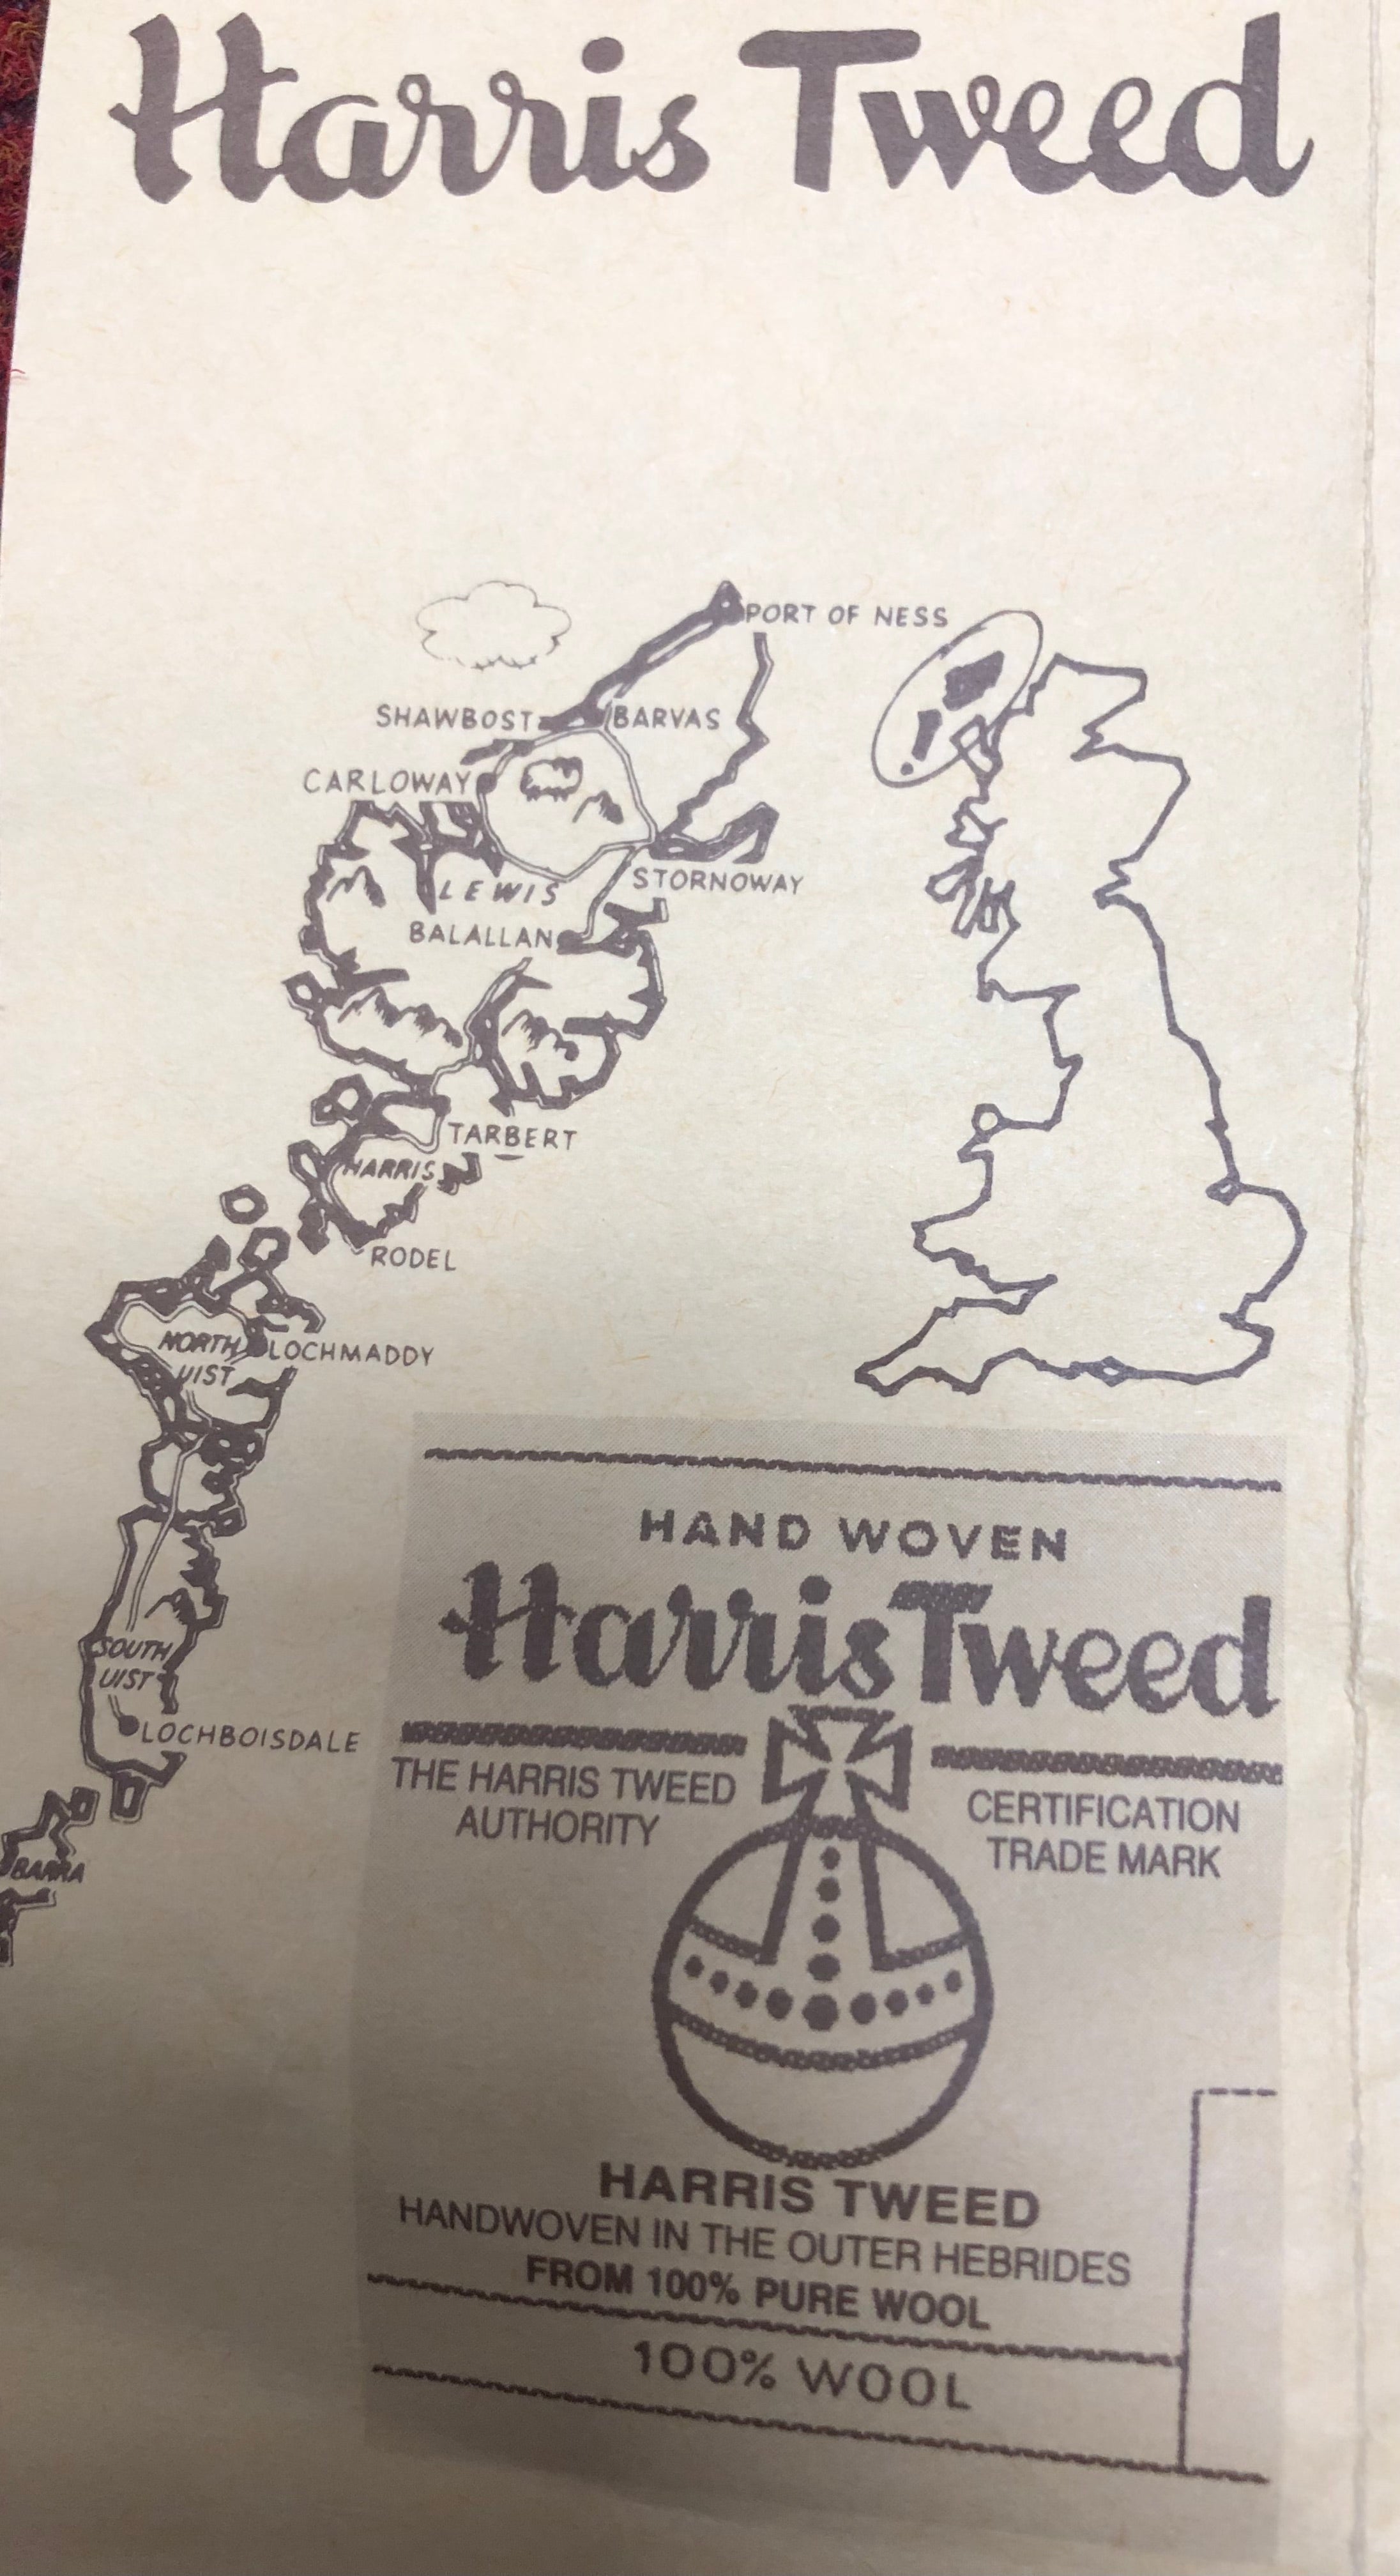 Harris Tweed
PORT OF NESS
SHAWBOST
BARVAS
CARLOWAY
LEWIS
STORNOWAY
BALALLAN
TARBERT
HARRIS
RODEL
NORTH
UIST
LOCHMADDY
SOUTH
UIST
LOCHBOISDALE
BARRA
HAND WOVEN
Harris Tweed
THE HARRIS TWEED
AUTHORITY
CERTIFICATION
TRADE MARK
HARRIS TWEED
HANDWOVEN IN THE OUTER HEBRIDES
FROM 100% PURE WOOL
100% WOOL